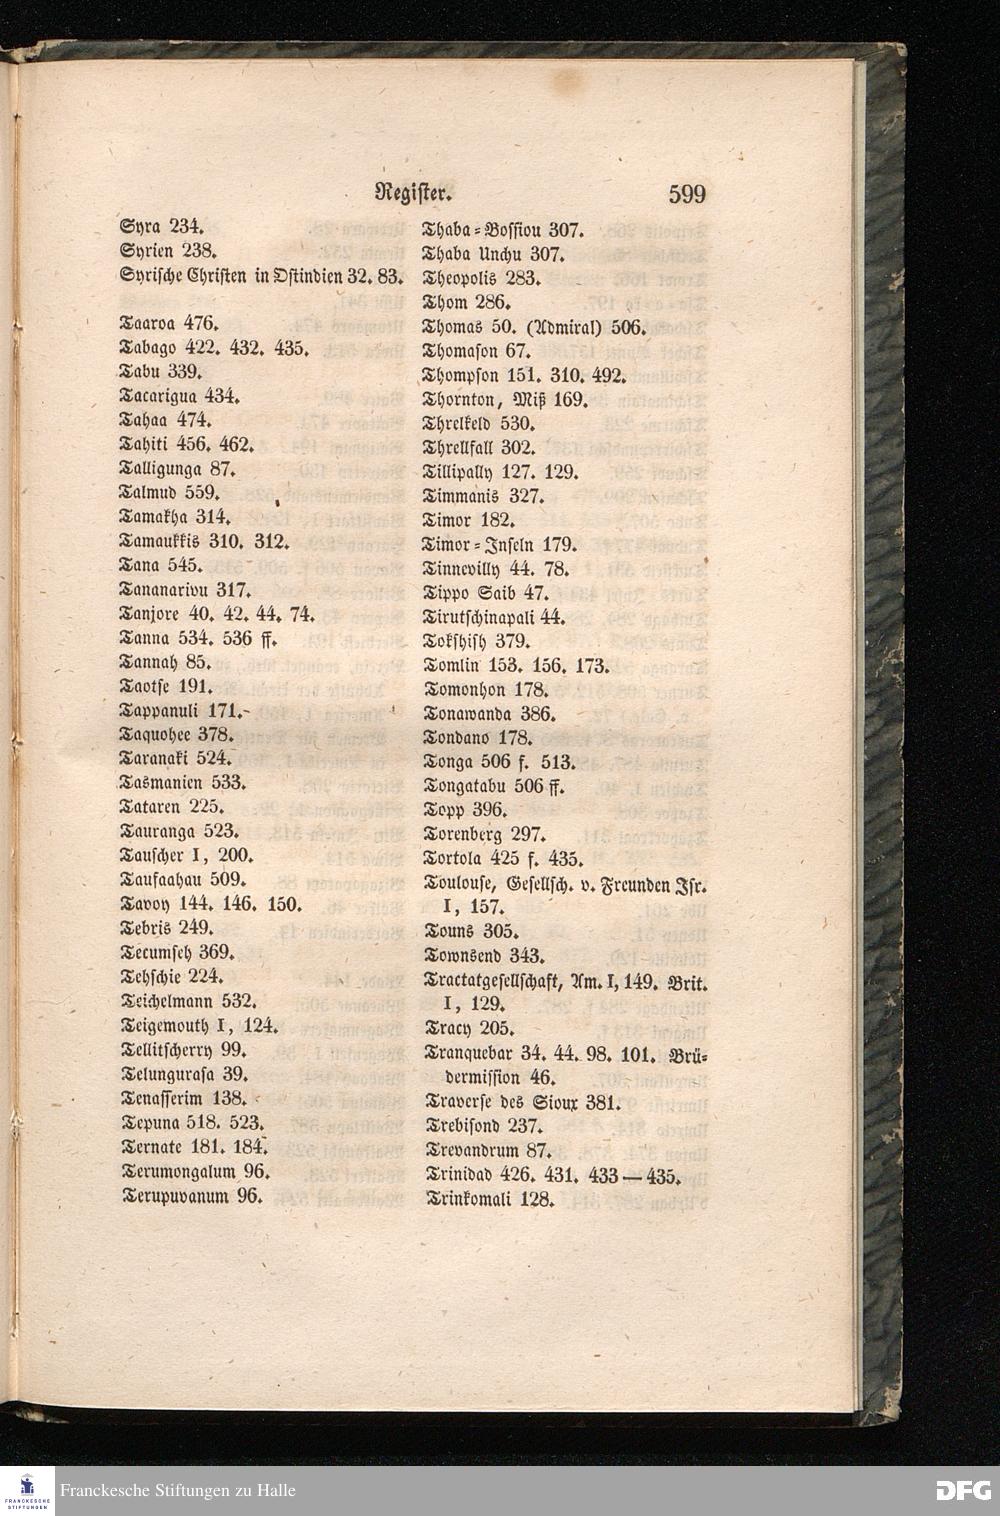 Register. 599
Syra 234.
Syrien 238.
Syrische Christen in Ostindien 32. 83.
Taaroa 476.
Tabago 422. 432. 435.
Tabu 339.
Tacarigua 434.
Tahaa 474.
Tahiti 456. 462.
Talligunga 87.
Talmud 559.
Tamakha 314.
Tamaukkis 310. 312.
Tana 545.
Tananarivu 317.
Tanjore 40. 42. 44. 74.
Tanna 534. 536 ff.
Tannah 85.
Taotse 191.
Tappanuli 171.
Taquohee 378.
Taranaki 524.
Tasmanien 533.
Tataren 225.
Tauranga 523.
Tauscher I, 200.
Taufaahau 509.
Tavoy 144. 146. 150.
Tebris 249.
Tecumseh 369.
Tehschie 224.
Teichelmann 532.
Teigemouth I, 124.
Tellitscherry 99.
Telungurasa 39.
Tenasserim 138.
Tepuna 518. 523.
Ternate 181. 184.
Terumongalum 96.
Terupuvanum 96.
Thaba-Bossiou 307.
Thaba Unchu 307.
Theopolis 283.
Thom 286.
Thomas 50. (Admiral) 506.
Thomason 67.
Thompson 151. 310. 492.
Thornton, Miß 169.
Threlkeld 530.
Threllfall 302.
Tillipally 127. 129.
Timmanis 327.
Timor 182.
Timor-Inseln 179.
Tinnevilly 44. 78.
Tippo Saib 47.
Tirutschinapali 44.
Tokshish 379.
Tomlin 153. 156. 173.
Tomonhon 178.
Tonawanda 386.
Tondano 178.
Tonga 506 f. 513.
Tongatabu 506 ff.
Topp 396.
Torenberg 297.
Tortola 425 f. 435.
Toulouse, Gesellsch. v. Freunden Isr.
I, 157.
Touns 305.
Townsend 343.
Tractatgesellschaft, Am. I, 149. Brit.
I, 129.
Tracy 205.
Tranquebar 34. 44. 98. 101. Brü-
dermission 46.
Traverse des Sioux 381.
Trebisond 237.
Trevandrum 87.
Trinidad 426. 431. 433—435.
Trinkomali 128.
FRANCKESCHE
STIFTUNGEN
Franckesche Stiftungen zu Halle
DFG